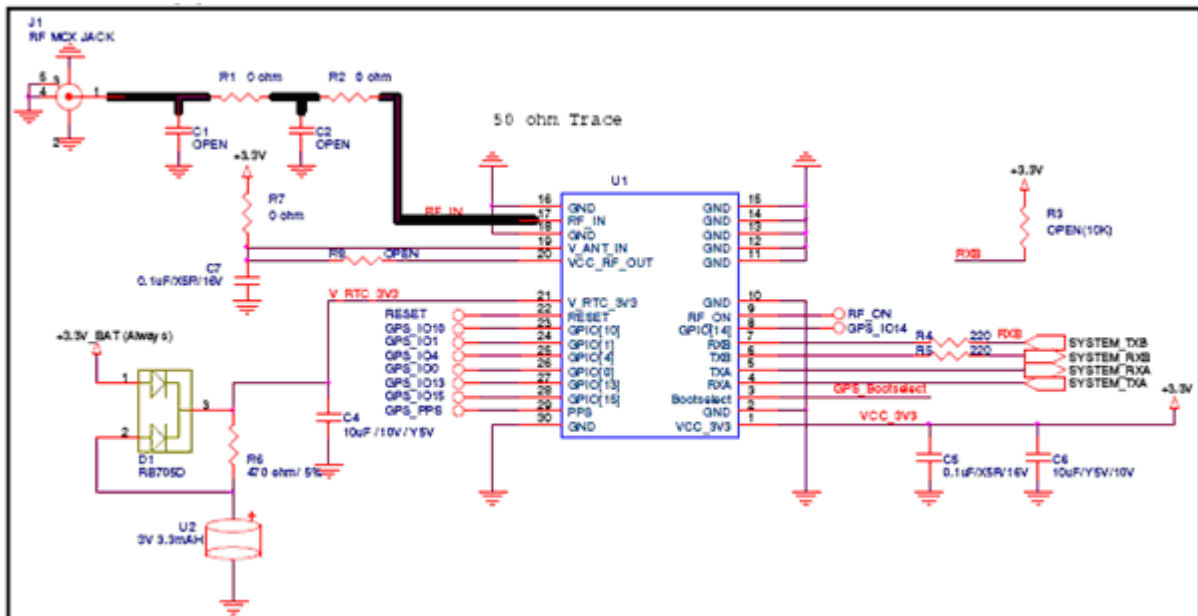 J1
RF MCX JACK
5
3
4
1
2
R1 0 ohm
R2 0 ohm
C1
OPEN
C2
OPEN
50 ohm Trace
+3.3V
R7
0 ohm
RF_IN
R8 OPEN
C7
0.1uF/X5R/16V
U1
16 GND
17 RF_IN
18 GND
19 V_ANT_IN
20 VCC_RF_OUT
21 V_RTC_3V3
22 RESET
23 GPIO[10]
24 GPIO[1]
25 GPIO[4]
26 GPIO[0]
27 GPIO[13]
28 GPIO[15]
29 PPS
30 GND
GND 15
GND 14
GND 13
GND 12
GND 11
GND 10
RF_ON 9
GPIO[14] 8
RXB 7
TXB 6
TXA 5
RXA 4
Bootselect 3
GND 2
VCC_3V3 1
V_RTC_3V3
RESET
GPS_IO10
GPS_IO1
GPS_IO4
GPS_IO0
GPS_IO13
GPS_IO15
GPS_PPS
+3.3V
R3
OPEN(10K)
RXB
RF_ON
GPS_IO14
R4 220 RXB
R5 220
SYSTEM_TXB
SYSTEM_RXB
SYSTEM_RXA
SYSTEM_TXA
GPS_Bootselect
VCC_3V3
+3.3V
C5
0.1uF/X5R/16V
C6
10uF/Y5V/10V
+3.3V_BAT (Always)
1
3
2
D1
RB705D
R6
470 ohm/ 5%
C4
10uF/10V/Y5V
U2
3V 3.3mAH
+